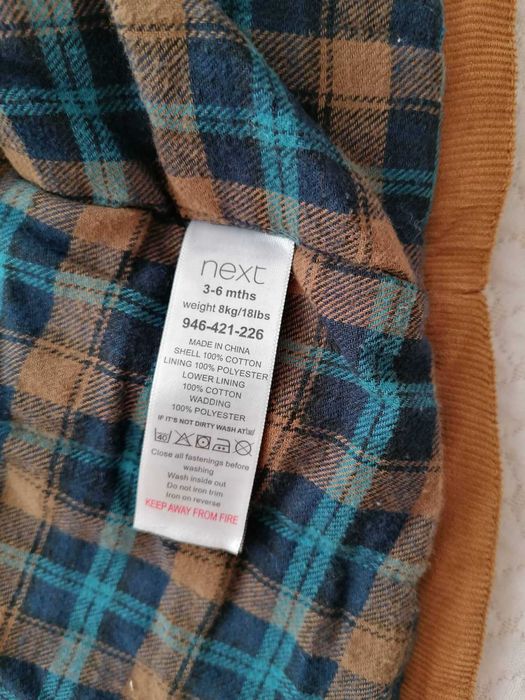 next
3-6 mths
weight 8kg/18lbs
946-421-226
MADE IN CHINA
SHELL 100% COTTON
LINING 100% POLYESTER
LOWER LINING
100% COTTON
WADDING
100% POLYESTER
IF IT'S NOT DIRTY WASH AT
40
Close all fastenings before
washing
Wash inside out
Do not iron trim
Iron on reverse
KEEP AWAY FROM FIRE